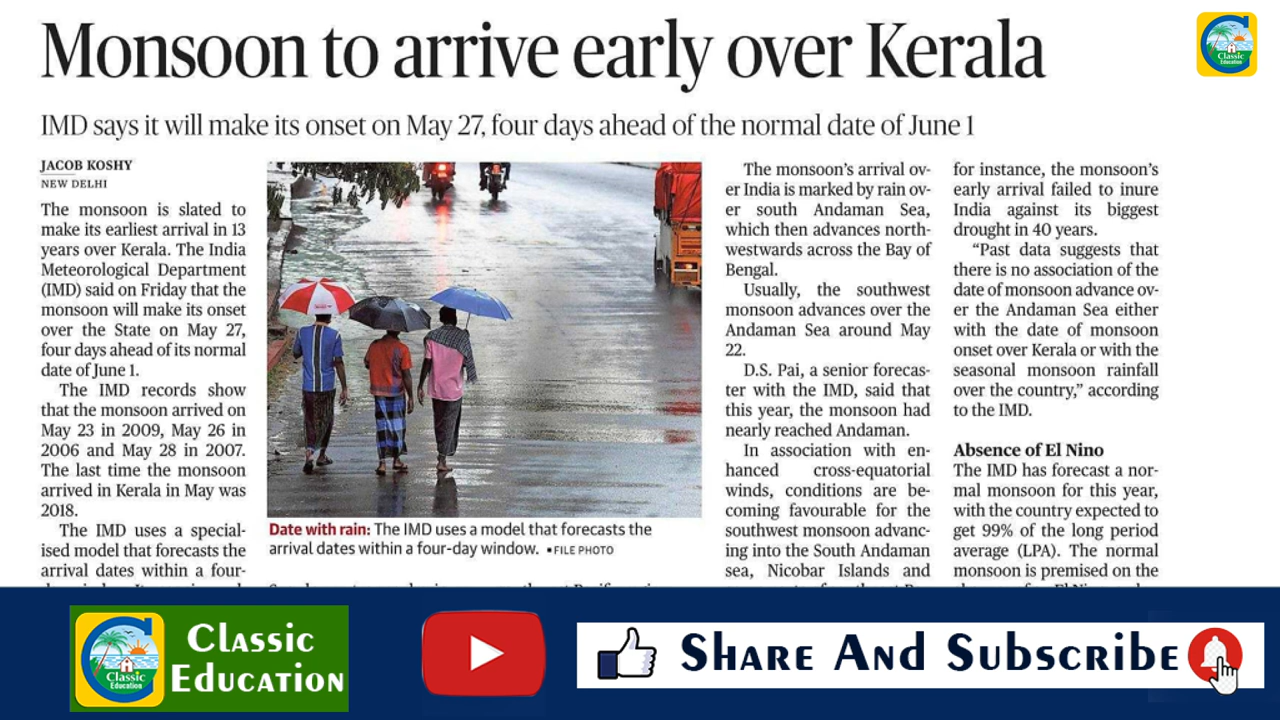 Monsoon to arrive early over Kerala
Classic
Education
IMD says it will make its onset on May 27, four days ahead of the normal date of June 1
JACOB KOSHY
NEW DELHI
The monsoon is slated to
make its earliest arrival in 13
years over Kerala. The India
Meteorological Department
(IMD) said on Friday that the
monsoon will make its onset
over the State on May 27,
four days ahead of its normal
date of June 1.
The IMD records show
that the monsoon arrived on
May 23 in 2009, May 26 in
2006 and May 28 in 2007.
The last time the monsoon
arrived in Kerala in May was
2018.
The IMD uses a special-
ised model that forecasts the
arrival dates within a four-
Date with rain: The IMD uses a model that forecasts the
arrival dates within a four-day window. ▪ FILE PHOTO
The monsoon's arrival ov-
er India is marked by rain ov-
er south Andaman Sea,
which then advances north-
westwards across the Bay of
Bengal.
Usually, the southwest
monsoon advances over the
Andaman Sea around May
22.
D.S. Pai, a senior forecas-
ter with the IMD, said that
this year, the monsoon had
nearly reached Andaman.
In association with en-
hanced cross-equatorial
winds, conditions are be-
coming favourable for the
southwest monsoon advanc-
ing into the South Andaman
sea, Nicobar Islands and
for instance, the monsoon's
early arrival failed to inure
India against its biggest
drought in 40 years.
“Past data suggests that
there is no association of the
date of monsoon advance ov-
er the Andaman Sea either
with the date of monsoon
onset over Kerala or with the
seasonal monsoon rainfall
over the country,” according
to the IMD.
Absence of El Nino
The IMD has forecast a nor-
mal monsoon for this year,
with the country expected to
get 99% of the long period
average (LPA). The normal
monsoon is premised on the
Classic
Education
Classic
Education
Share And Subscribe